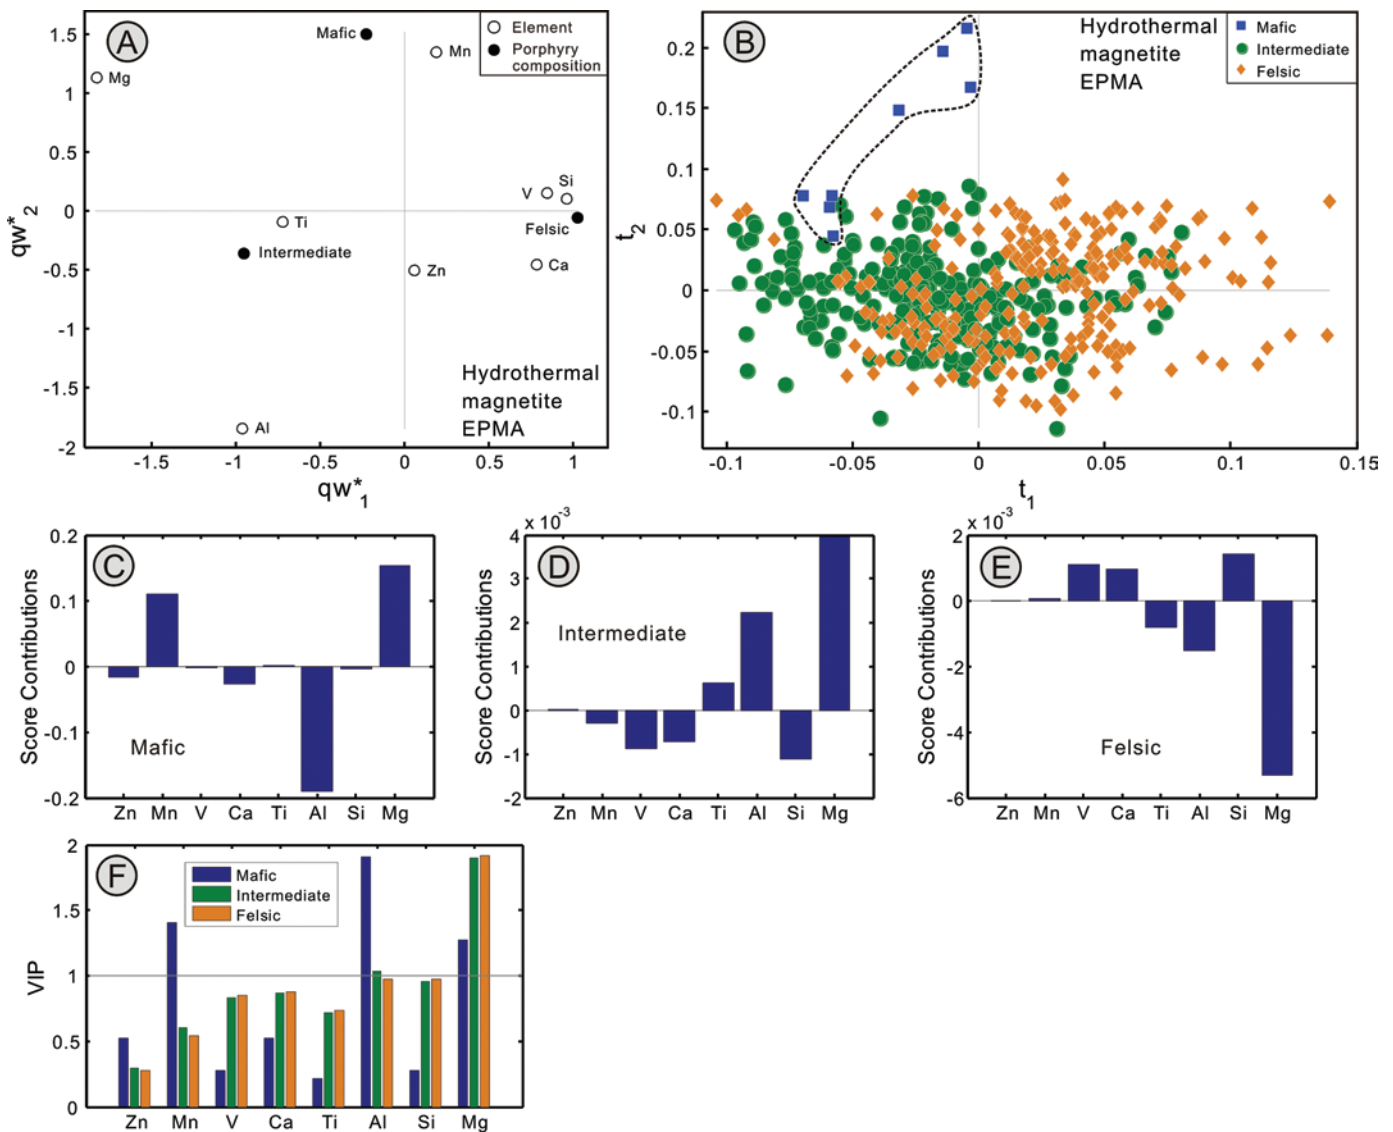 A
Mafic
Mn
Mg
Element
Porphyry
composition
V
Si
Felsic
Ti
Intermediate
Zn
Ca
Al
Hydrothermal
magnetite
EPMA
1.5
1
0.5
0
-0.5
-1
-1.5
-2
qw*2
-1.5
-1
-0.5
0
0.5
1
qw*1
B
Hydrothermal
magnetite
EPMA
Mafic
Intermediate
Felsic
0.2
0.15
0.1
0.05
0
-0.05
-0.1
t2
-0.1
-0.05
0
0.05
0.1
0.15
t1
C
Mafic
Score Contributions
0.2
0.1
0
-0.1
-0.2
Zn Mn V Ca Ti Al Si Mg
x 10-3
D
Intermediate
Score Contributions
4
3
2
1
0
-1
-2
Zn Mn V Ca Ti Al Si Mg
x 10-3
E
Felsic
Score Contributions
2
0
-2
-4
-6
Zn Mn V Ca Ti Al Si Mg
F
Mafic
Intermediate
Felsic
VIP
2
1.5
1
0.5
0
Zn Mn V Ca Ti Al Si Mg